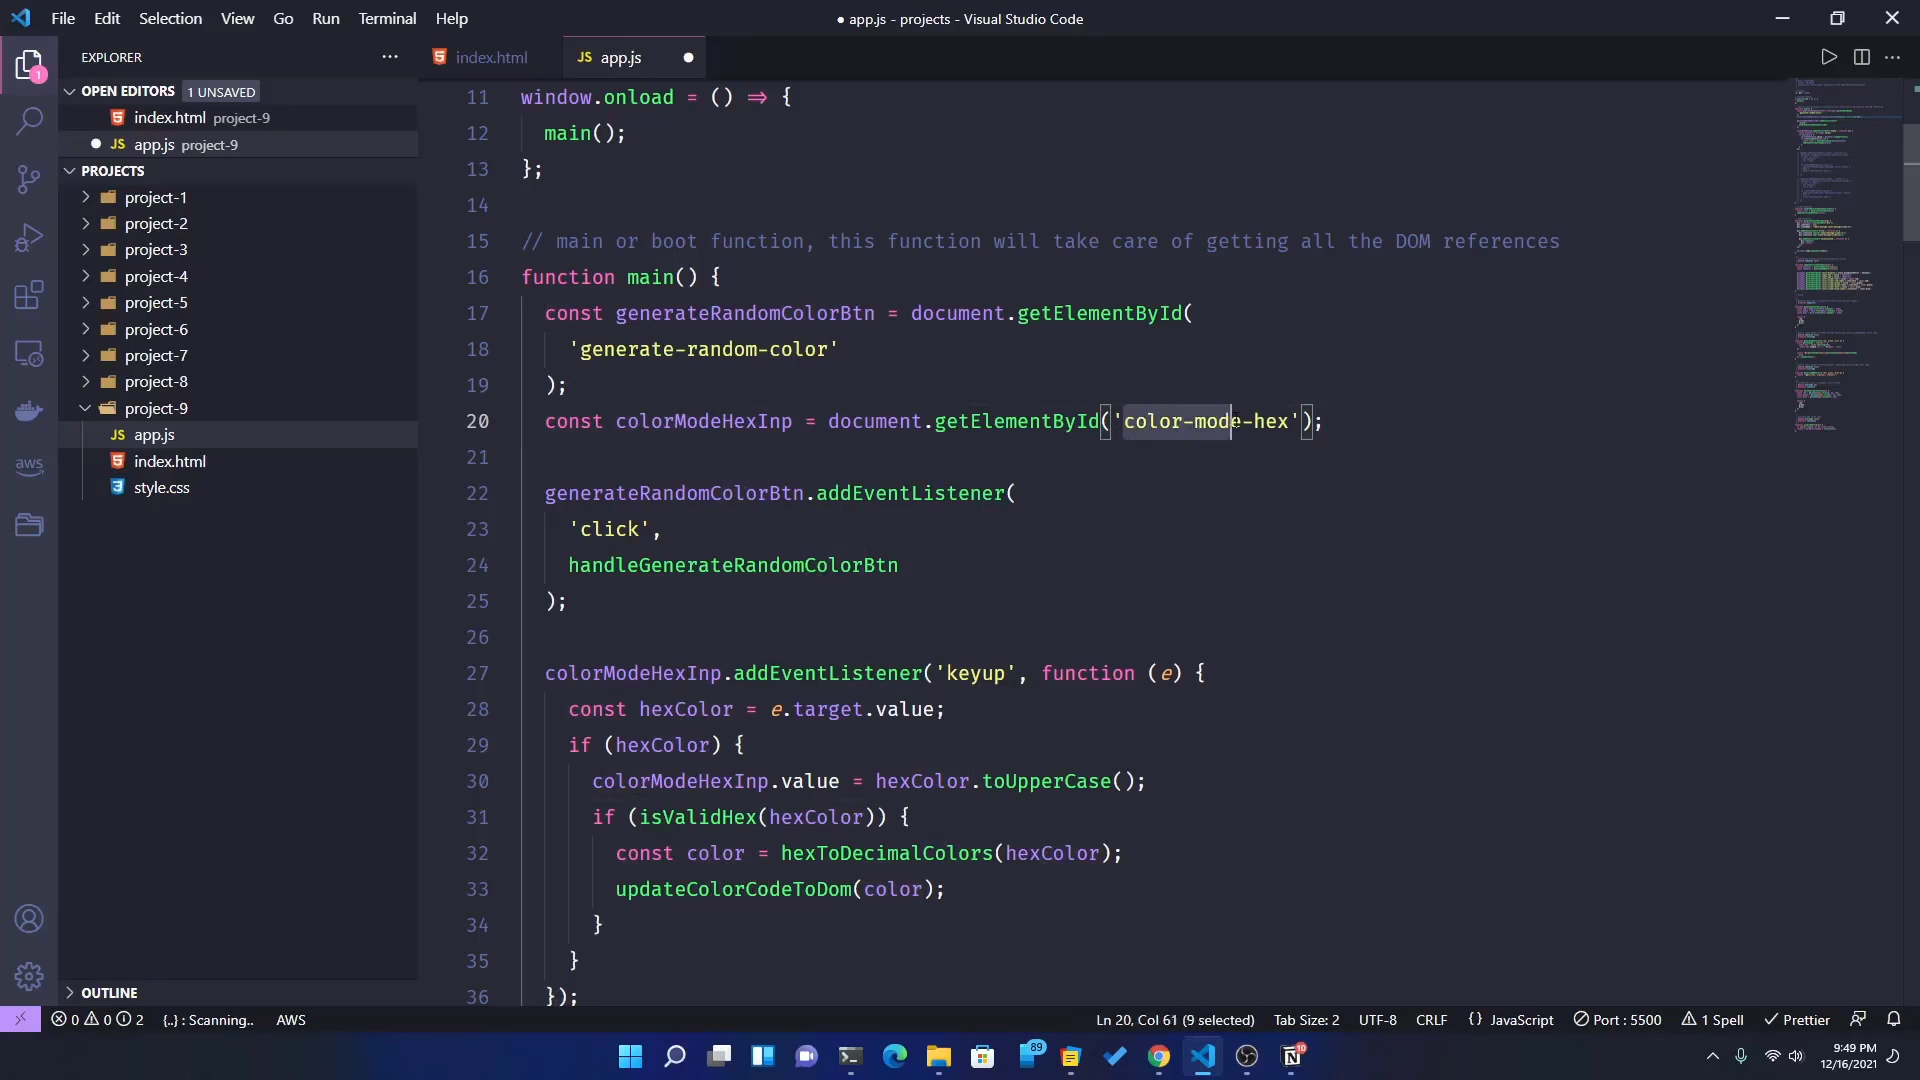 File Edit Selection View Go Run Terminal Help
● app.js - projects - Visual Studio Code
EXPLORER
1
OPEN EDITORS 1 UNSAVED
index.html project-9
JS app.js project-9
PROJECTS
project-1
project-2
project-3
project-4
project-5
project-6
project-7
project-8
project-9
JS app.js
index.html
style.css
aws
OUTLINE
index.html
JS app.js
11 window.onload = () => {
12 main();
13 };
14
15 // main or boot function, this function will take care of getting all the DOM references
16 function main() {
17 const generateRandomColorBtn = document.getElementById(
18 'generate-random-color'
19 );
20 const colorModeHexInp = document.getElementById('color-mode-hex');
21
22 generateRandomColorBtn.addEventListener(
23 'click',
24 handleGenerateRandomColorBtn
25 );
26
27 colorModeHexInp.addEventListener('keyup', function (e) {
28 const hexColor = e.target.value;
29 if (hexColor) {
30 colorModeHexInp.value = hexColor.toUpperCase();
31 if (isValidHex(hexColor)) {
32 const color = hexToDecimalColors(hexColor);
33 updateColorCodeToDom(color);
34 }
35 }
36 });
0 0 2 {..} : Scanning.. AWS
Ln 20, Col 61 (9 selected) Tab Size: 2 UTF-8 CRLF {} JavaScript Port : 5500 1 Spell Prettier
89
10
9:49 PM
12/16/2021